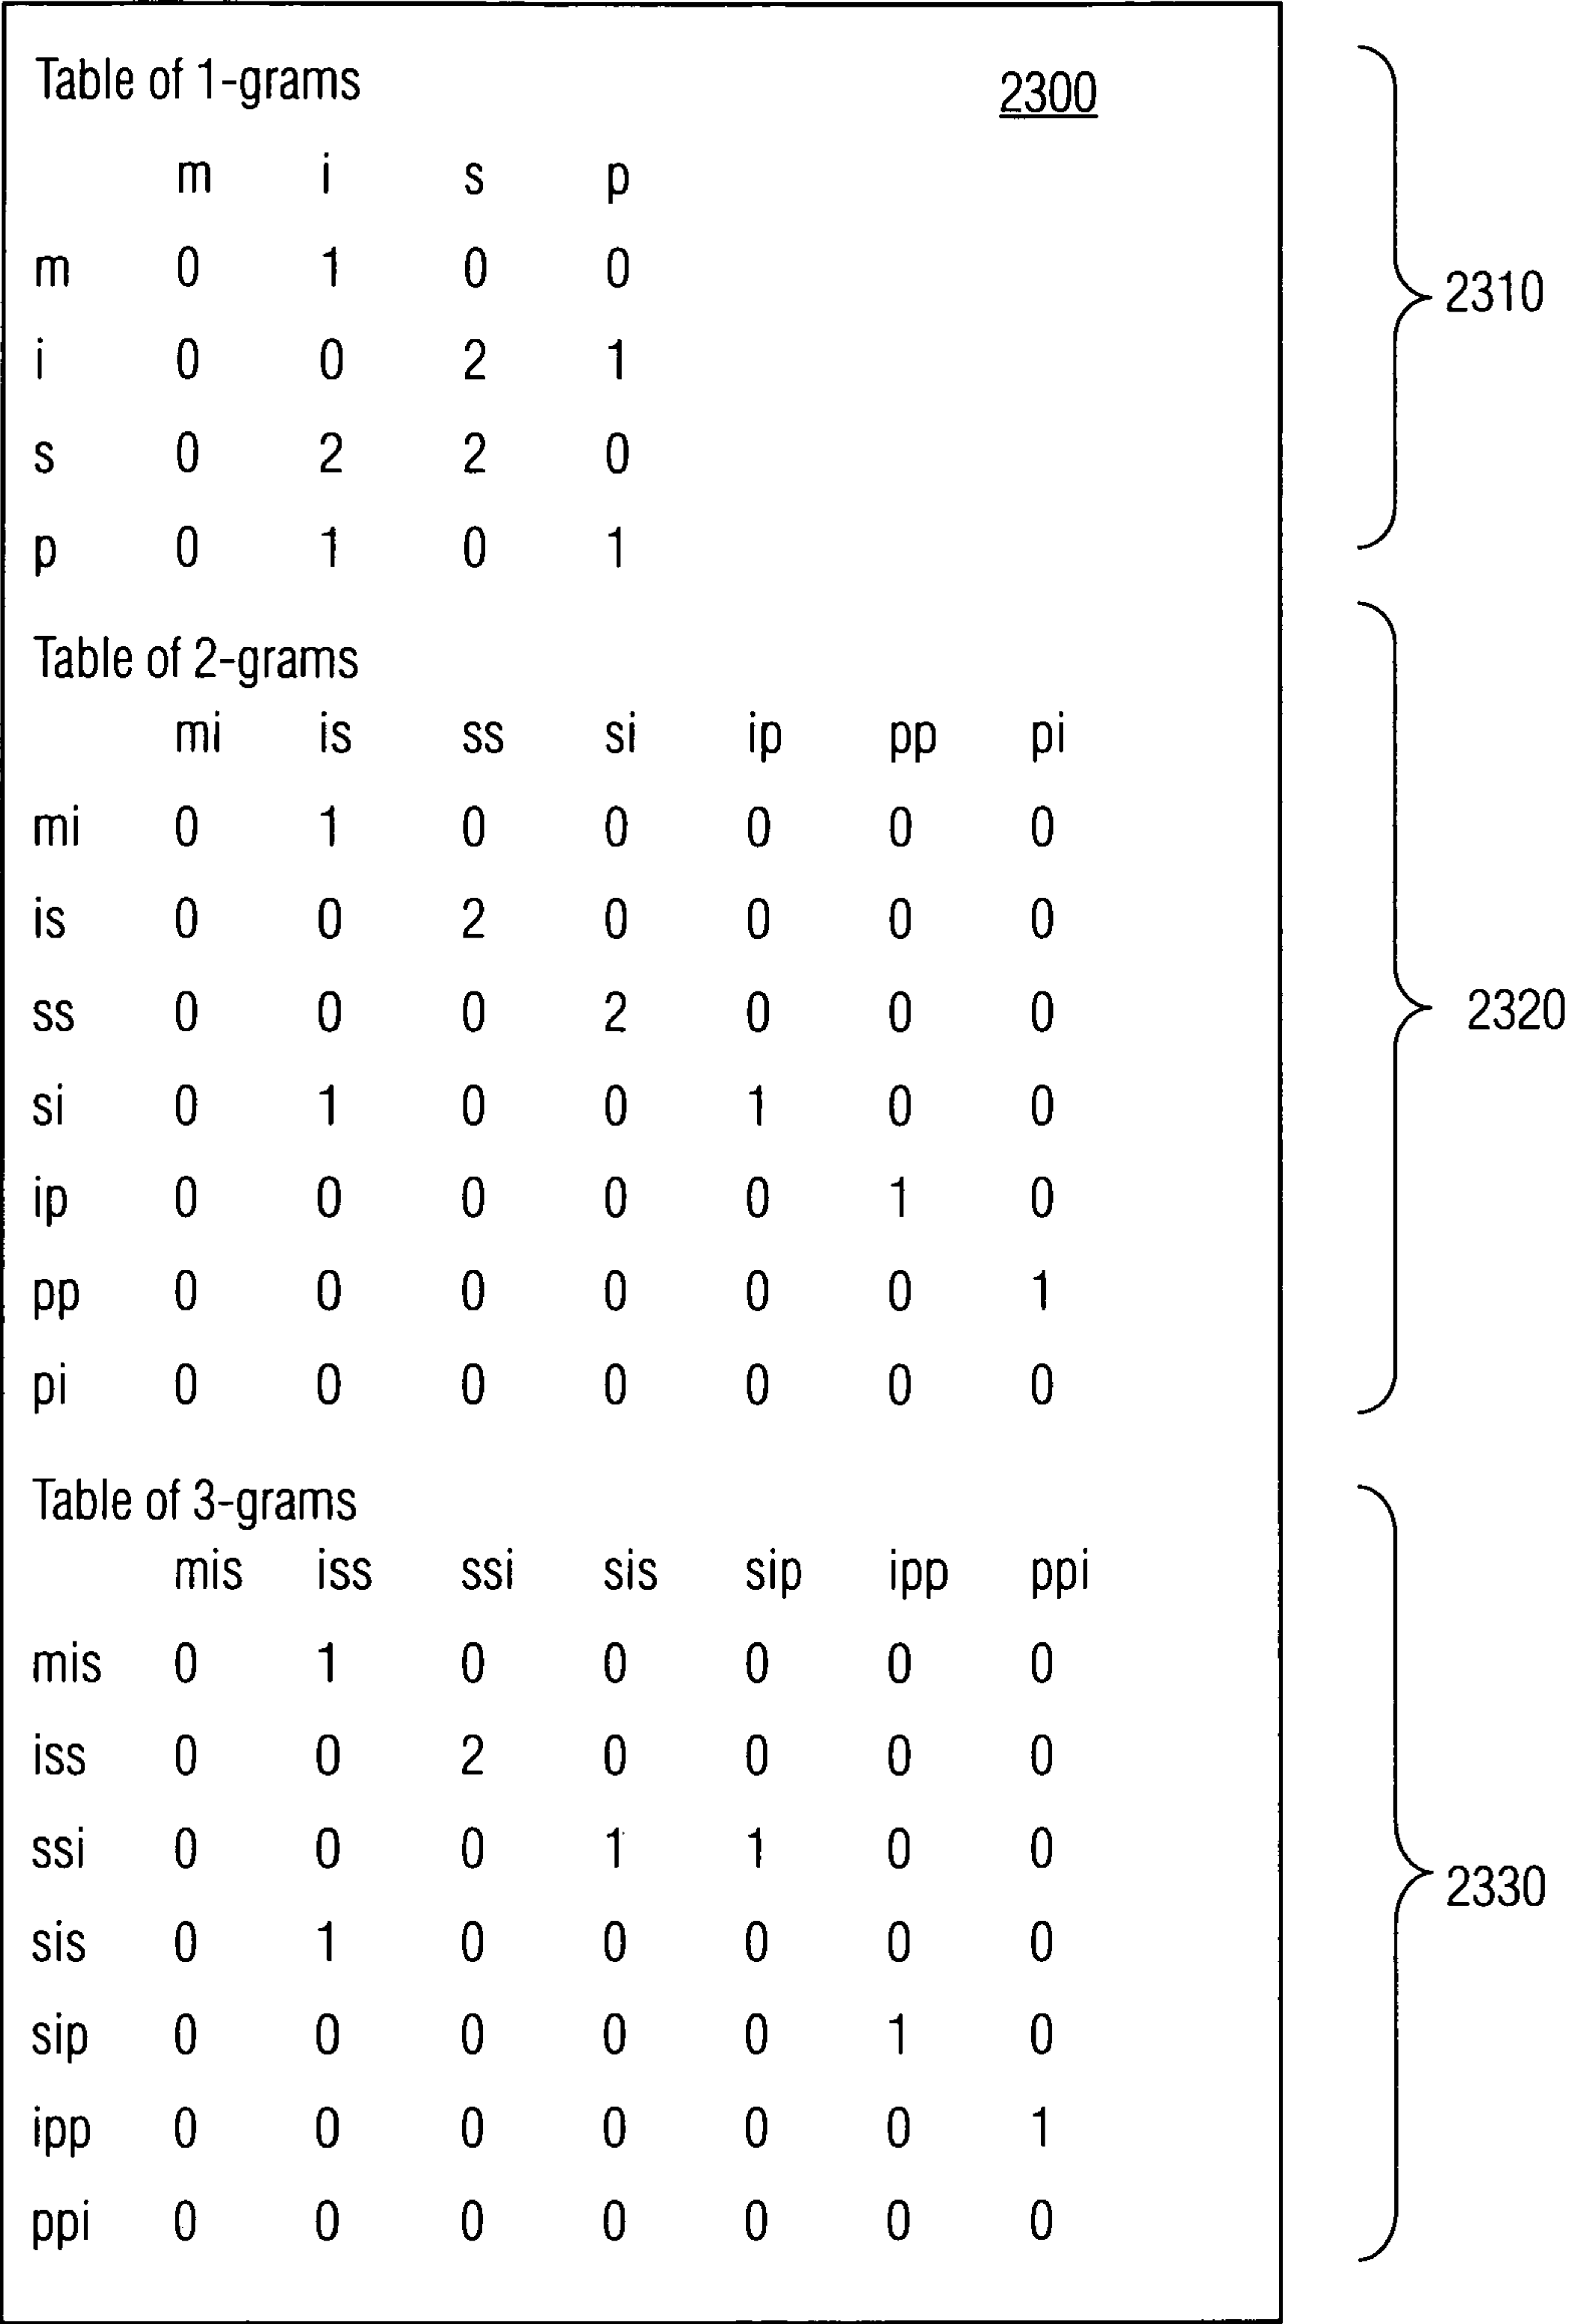 Table of 1-grams 2300
m i s p
m 0 1 0 0
i 0 0 2 1
2310
s 0 2 2 0
p 0 1 0 1
Table of 2-grams
mi is ss si ip pp pi
mi 0 1 0 0 0 0 0
is 0 0 2 0 0 0 0
ss 0 0 0 2 0 0 0
2320
si 0 1 0 0 1 0 0
ip 0 0 0 0 0 1 0
pp 0 0 0 0 0 0 1
pi 0 0 0 0 0 0 0
Table of 3-grams
mis iss ssi sis sip ipp ppi
mis 0 1 0 0 0 0 0
iss 0 0 2 0 0 0 0
ssi 0 0 0 1 1 0 0
2330
sis 0 1 0 0 0 0 0
sip 0 0 0 0 0 1 0
ipp 0 0 0 0 0 0 1
ppi 0 0 0 0 0 0 0